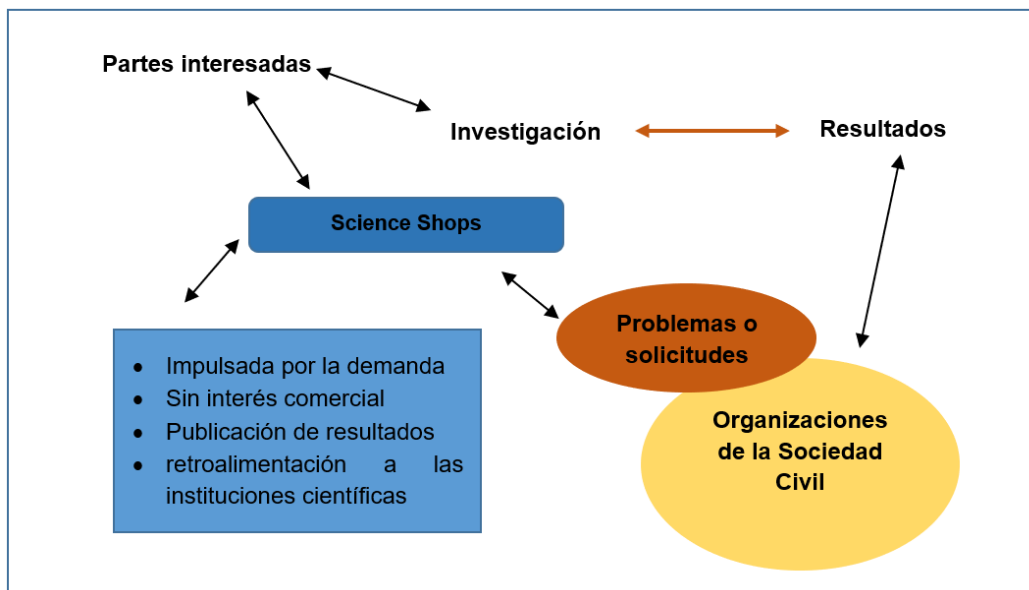 Partes interesadas
Investigación
Resultados
Science Shops
Problemas o
solicitudes
• Impulsada por la demanda
• Sin interés comercial
• Publicación de resultados
• retroalimentación a las
instituciones científicas
Organizaciones
de la Sociedad
Civil